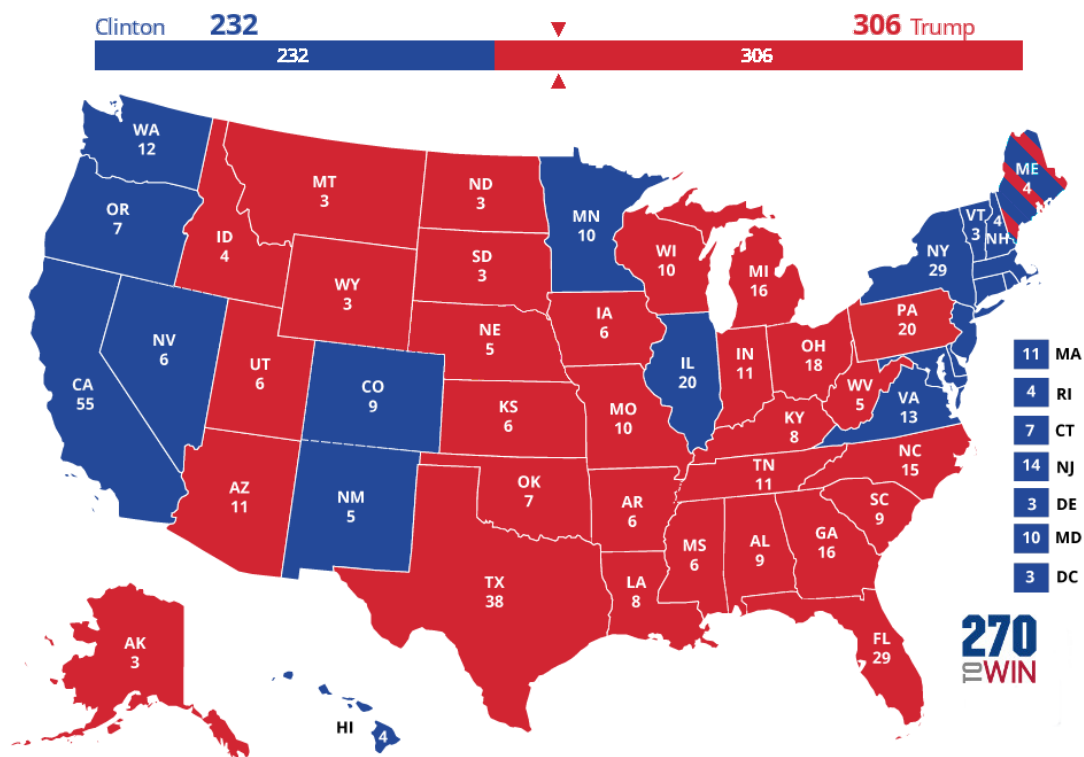 Clinton 232
306 Trump
232
306
WA
12
OR
7
CA
55
NV
6
ID
4
MT
3
WY
3
UT
6
AZ
11
CO
9
NM
5
ND
3
SD
3
NE
5
KS
6
OK
7
TX
38
MN
10
IA
6
MO
10
AR
6
LA
8
WI
10
IL
20
MI
16
IN
11
OH
18
KY
8
TN
11
MS
6
AL
9
GA
16
FL
29
SC
9
NC
15
VA
13
WV
5
PA
20
NY
29
VT
3
4
NH
ME
4
11 MA
4 RI
7 CT
14 NJ
3 DE
10 MD
3 DC
AK
3
HI
4
270
TO WIN